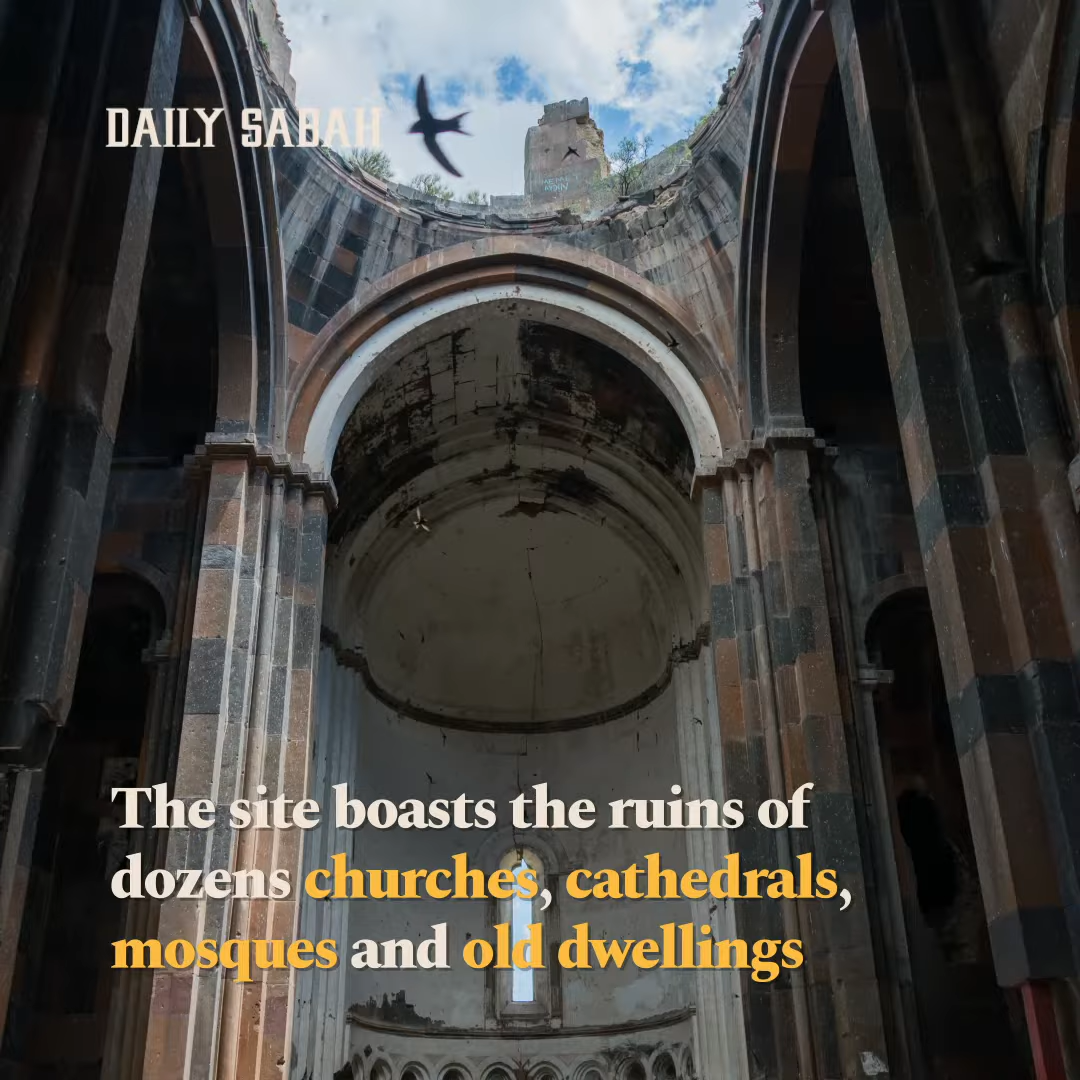 DAILY SABAH
The site boasts the ruins of
dozens churches, cathedrals,
mosques and old dwellings